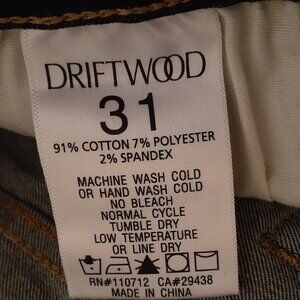 DRIFTWOOD
31
91% COTTON 7% POLYESTER
2% SPANDEX
MACHINE WASH COLD
OR HAND WASH COLD
NO BLEACH
NORMAL CYCLE
TUMBLE DRY
LOW TEMPERATURE
OR LINE DRY
RN#110712 CA#29438
MADE IN CHINA